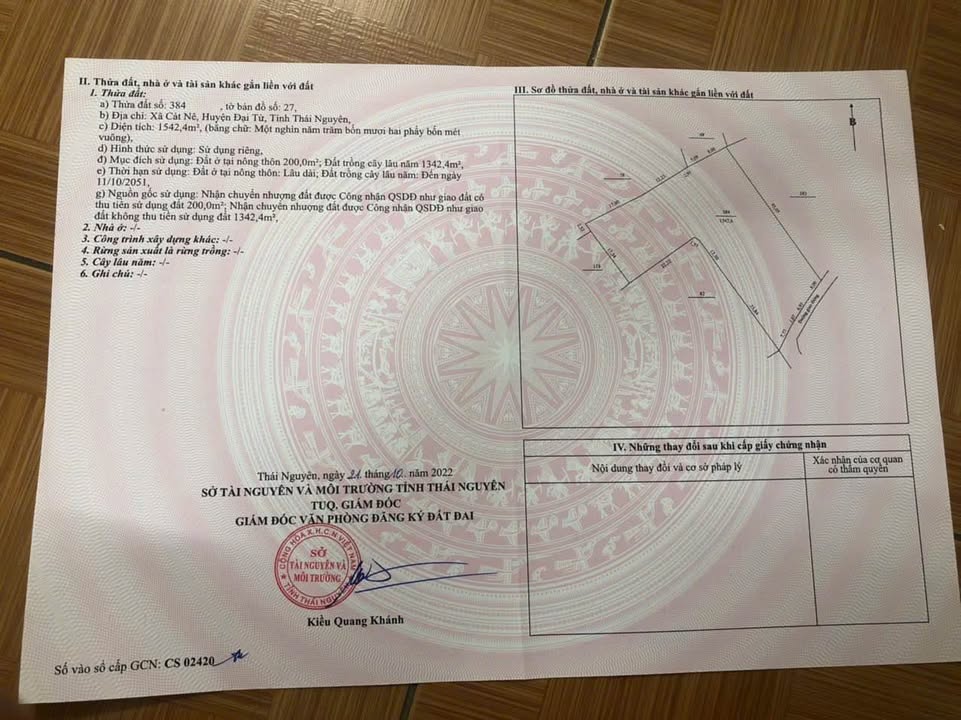 II. Thửa đất, nhà ở và tài sản khác gắn liền với đất
1. Thửa đất:
a) Thửa đất số: 384 , tờ bản đồ số: 27,
b) Địa chỉ: Xã Cát Nê, Huyện Đại Từ, Tỉnh Thái Nguyên,
c) Diện tích: 1542,4m², (bằng chữ: Một nghìn năm trăm bốn mươi hai phẩy bốn mét
vuông),
d) Hình thức sử dụng: Sử dụng riêng,
đ) Mục đích sử dụng: Đất ở tại nông thôn 200,0m²; Đất trồng cây lâu năm 1342,4m²,
e) Thời hạn sử dụng: Đất ở tại nông thôn: Lâu dài; Đất trồng cây lâu năm: Đến ngày
11/10/2051,
g) Nguồn gốc sử dụng: Nhận chuyển nhượng đất được Công nhận QSDĐ như giao đất có
thu tiền sử dụng đất 200,0m²; Nhận chuyển nhượng đất được Công nhận QSDĐ như giao
đất không thu tiền sử dụng đất 1342,4m²,
2. Nhà ở: -/-
3. Công trình xây dựng khác: -/-
4. Rừng sản xuất là rừng trồng: -/-
5. Cây lâu năm: -/-
6. Ghi chú: -/-
Thái Nguyên, ngày 21 tháng 10 năm 2022
SỞ TÀI NGUYÊN VÀ MÔI TRƯỜNG TỈNH THÁI NGUYÊN
TUQ. GIÁM ĐỐC
GIÁM ĐỐC VĂN PHÒNG ĐĂNG KÝ ĐẤT ĐAI
CỘNG HÒA X.H.C.N VIỆT NAM
SỞ
TÀI NGUYÊN VÀ
MÔI TRƯỜNG
TỈNH THÁI NGUYÊN
Kiều Quang Khánh
Số vào sổ cấp GCN: CS 02420
III. Sơ đồ thửa đất, nhà ở và tài sản khác gắn liền với đất
B
384
82
IV. Những thay đổi sau khi cấp giấy chứng nhận
Nội dung thay đổi và cơ sở pháp lý
Xác nhận của cơ quan
có thẩm quyền